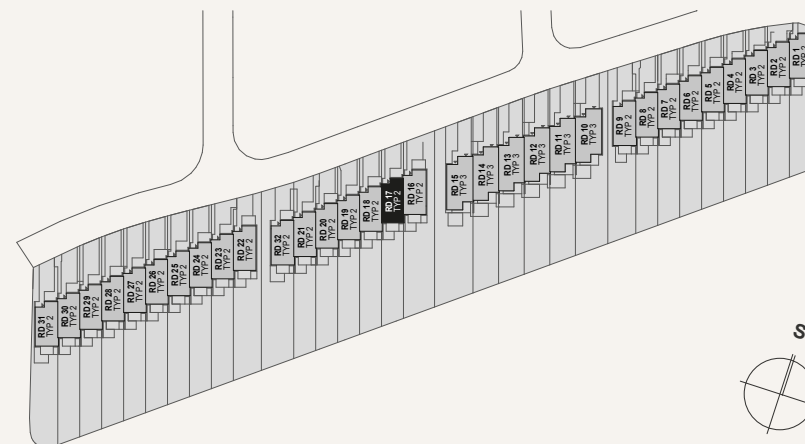 RD 31
TYP 2
RD 30
TYP 2
RD 29
TYP 2
RD 28
TYP 2
RD 27
TYP 2
RD 26
TYP 2
RD 25
TYP 2
RD 24
TYP 2
RD 23
TYP 2
RD 22
TYP 2
RD 32
TYP 2
RD 21
TYP 2
RD 20
TYP 2
RD 19
TYP 2
RD 18
TYP 2
RD 17
TYP 2
RD 16
TYP 2
RD 15
TYP 3
RD 14
TYP 3
RD 13
TYP 3
RD 12
TYP 3
RD 11
TYP 3
RD 10
TYP 3
RD 9
TYP 2
RD 8
TYP 2
RD 7
TYP 2
RD 6
TYP 2
RD 5
TYP 2
RD 4
TYP 2
RD 3
TYP 2
RD 2
TYP 2
RD 1
TYP 2
S